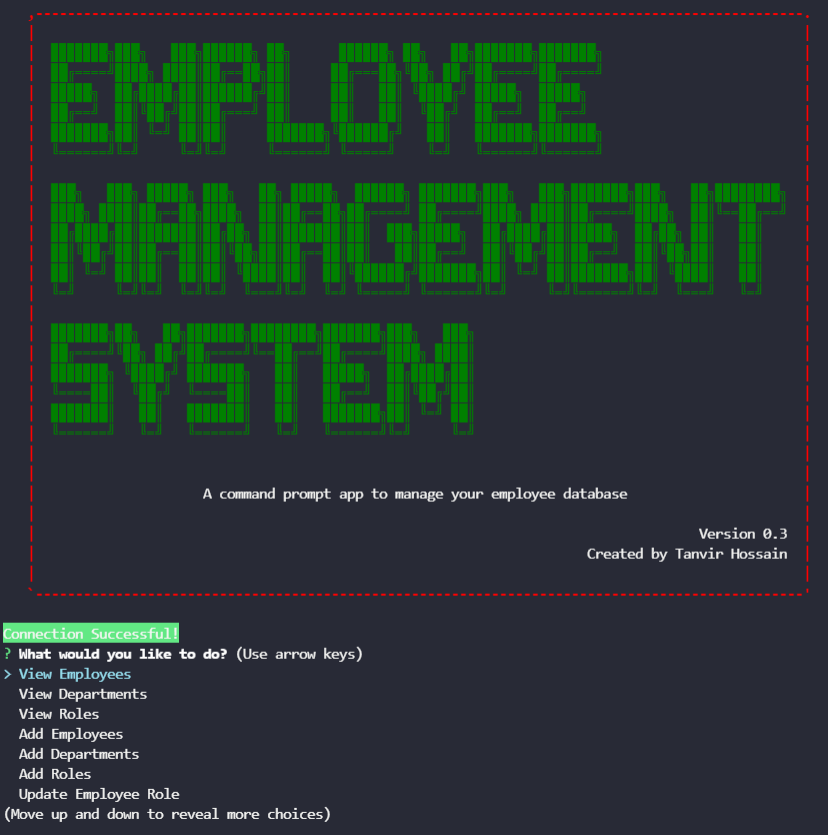 EMPLOYEE
MANAGEMENT
SYSTEM
A command prompt app to manage your employee database
Version 0.3
Created by Tanvir Hossain
Connection Successful!
? What would you like to do? (Use arrow keys)
> View Employees
View Departments
View Roles
Add Employees
Add Departments
Add Roles
Update Employee Role
(Move up and down to reveal more choices)